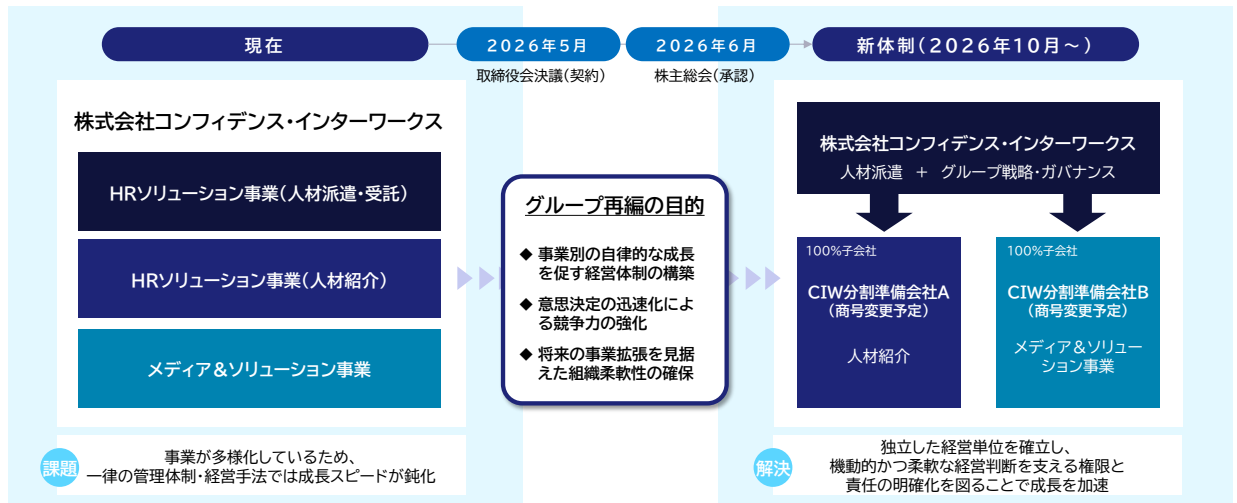 現在
2026年5月
2026年6月
新体制(2026年10月~)
取締役会決議(契約)
株主総会(承認)
株式会社コンフィデンス・インターワークス
HRソリューション事業(人材派遣・受託)
HRソリューション事業(人材紹介)
メディア&ソリューション事業
課題
事業が多様化しているため、
一律の管理体制・経営手法では成長スピードが鈍化
グループ再編の目的
◆ 事業別の自律的な成長
を促す経営体制の構築
◆ 意思決定の迅速化によ
る競争力の強化
◆ 将来の事業拡張を見据
えた組織柔軟性の確保
株式会社コンフィデンス・インターワークス
人材派遣 + グループ戦略・ガバナンス
100%子会社
CIW分割準備会社A
(商号変更予定)
人材紹介
100%子会社
CIW分割準備会社B
(商号変更予定)
メディア&ソリュー
ション事業
解決
独立した経営単位を確立し、
機動的かつ柔軟な経営判断を支える権限と
責任の明確化を図ることで成長を加速